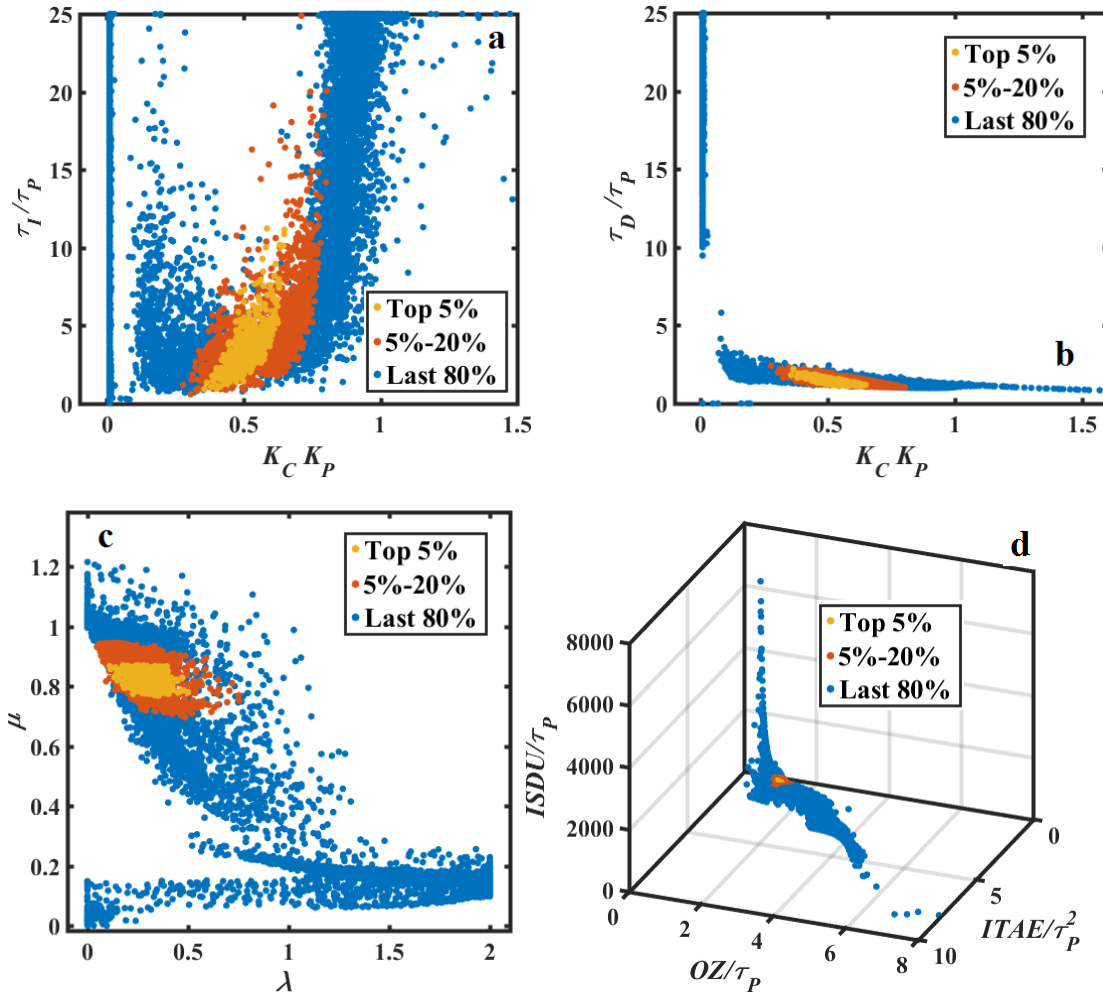 25
20
15
10
5
0
τ_I/τ_P
0
0.5
1
1.5
K_C K_P
a
Top 5%
5%-20%
Last 80%
25
20
15
10
5
0
τ_D/τ_P
0
0.5
1
1.5
K_C K_P
b
Top 5%
5%-20%
Last 80%
1.2
1
0.8
0.6
0.4
0.2
0
μ
0
0.5
1
1.5
2
λ
c
Top 5%
5%-20%
Last 80%
d
Top 5%
5%-20%
Last 80%
8000
6000
4000
2000
0
ISDU/τ_P
0
2
4
6
8
OZ/τ_P
0
5
10
ITAE/τ_P^2